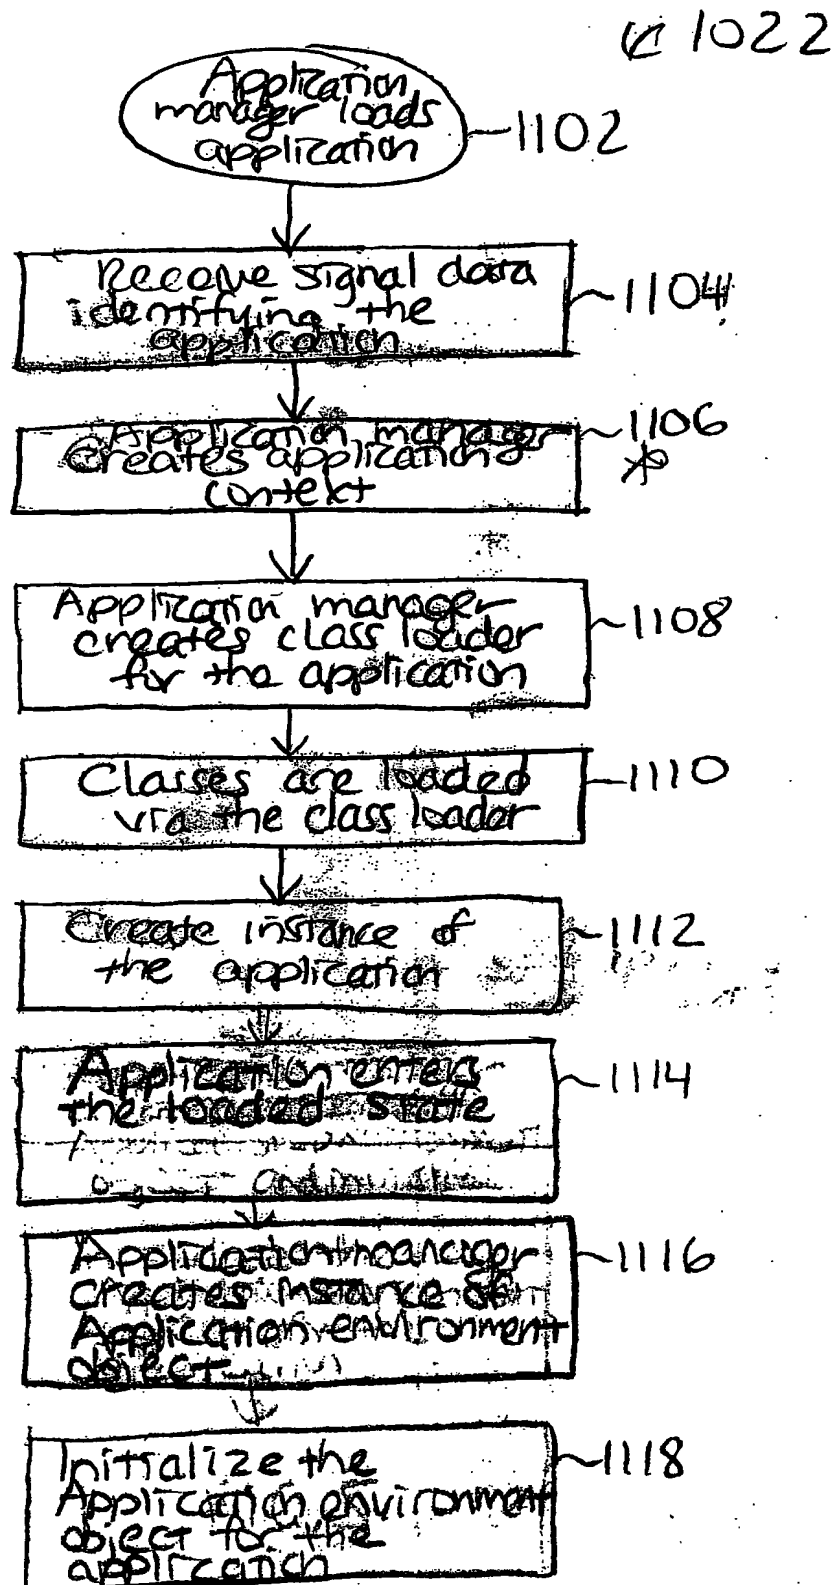 1022
Application
manager loads
application
1102
Receive signal data
identifying the
application
1104
Application manager
Creates application
context
1106
Application manager
creates class loader
for the application
1108
Classes are loaded
via the class loader
1110
Create instance of
the application
1112
Application enters
the loaded state
1114
Application manager
creates instance of
Application environment
object
1116
Initialize the
Application environment
object for the
application
1118